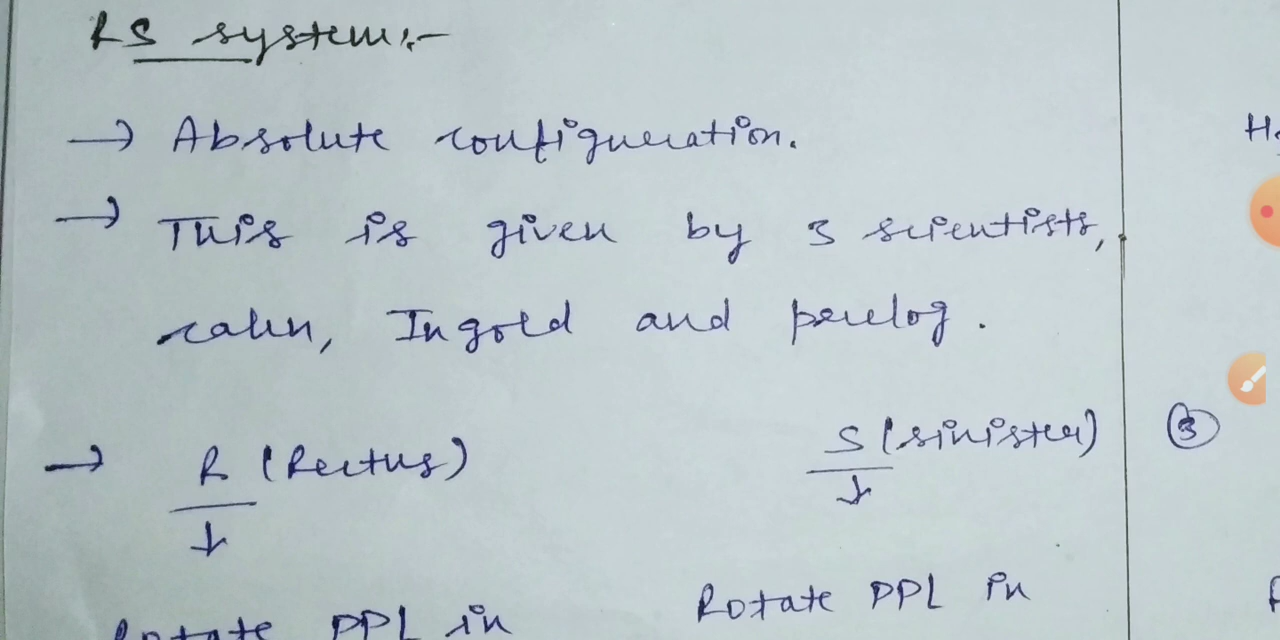 RS system:-
→ Absolute configuration.
→ This is given by 3 scientists,
cahn, Ingold and perelog.
→ R (Rectus) S (sinister)
↓ ↓
Rotate PPL in Rotate PPL in
3